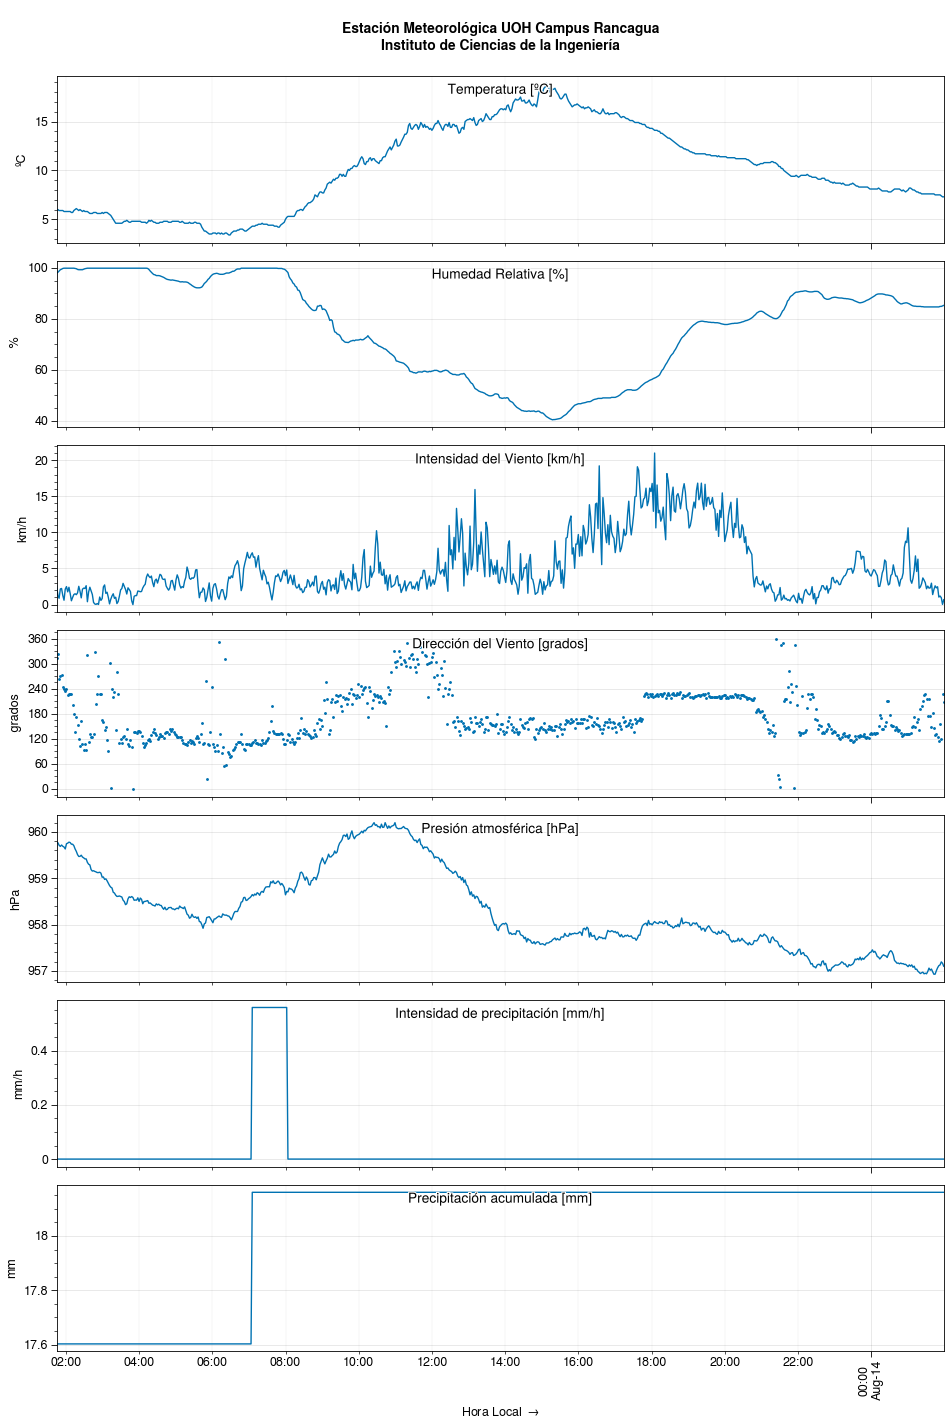 Estación Meteorológica UOH Campus Rancagua
Instituto de Ciencias de la Ingeniería
Temperatura [ºC]
15
10
5
ºC
Humedad Relativa [%]
100
80
60
40
%
Intensidad del Viento [km/h]
20
15
10
5
0
km/h
Dirección del Viento [grados]
360
300
240
180
120
60
0
grados
Presión atmosférica [hPa]
960
959
958
957
hPa
Intensidad de precipitación [mm/h]
0.4
0.2
0
mm/h
Precipitación acumulada [mm]
18
17.8
17.6
mm
02:00 04:00 06:00 08:00 10:00 12:00 14:00 16:00 18:00 20:00 22:00
00:00
Aug-14
Hora Local →